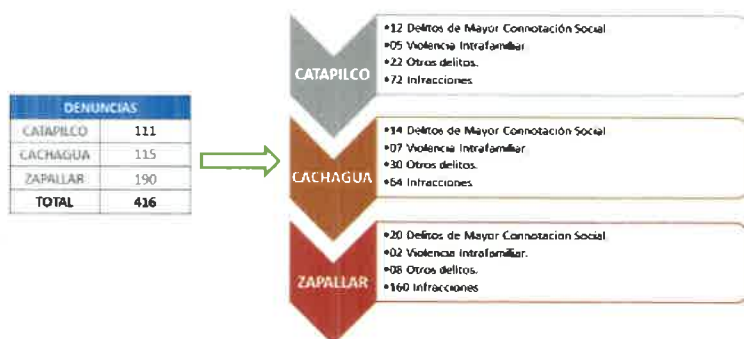 DENUNCIAS
CATAPILCO 111
CACHAGUA 115
ZAPALLAR 190
TOTAL 416
CATAPILCO
•12 Delitos de Mayor Connotación Social
•05 Violencia Intrafamiliar
•22 Otros delitos.
•72 Infracciones
CACHAGUA
•14 Delitos de Mayor Connotación Social
•07 Violencia Intrafamiliar
•30 Otros delitos.
•64 Infracciones
ZAPALLAR
•20 Delitos de Mayor Connotacion Social
•02 Violencia Intrafamiliar.
•08 Otros delitos.
•160 Infracciones